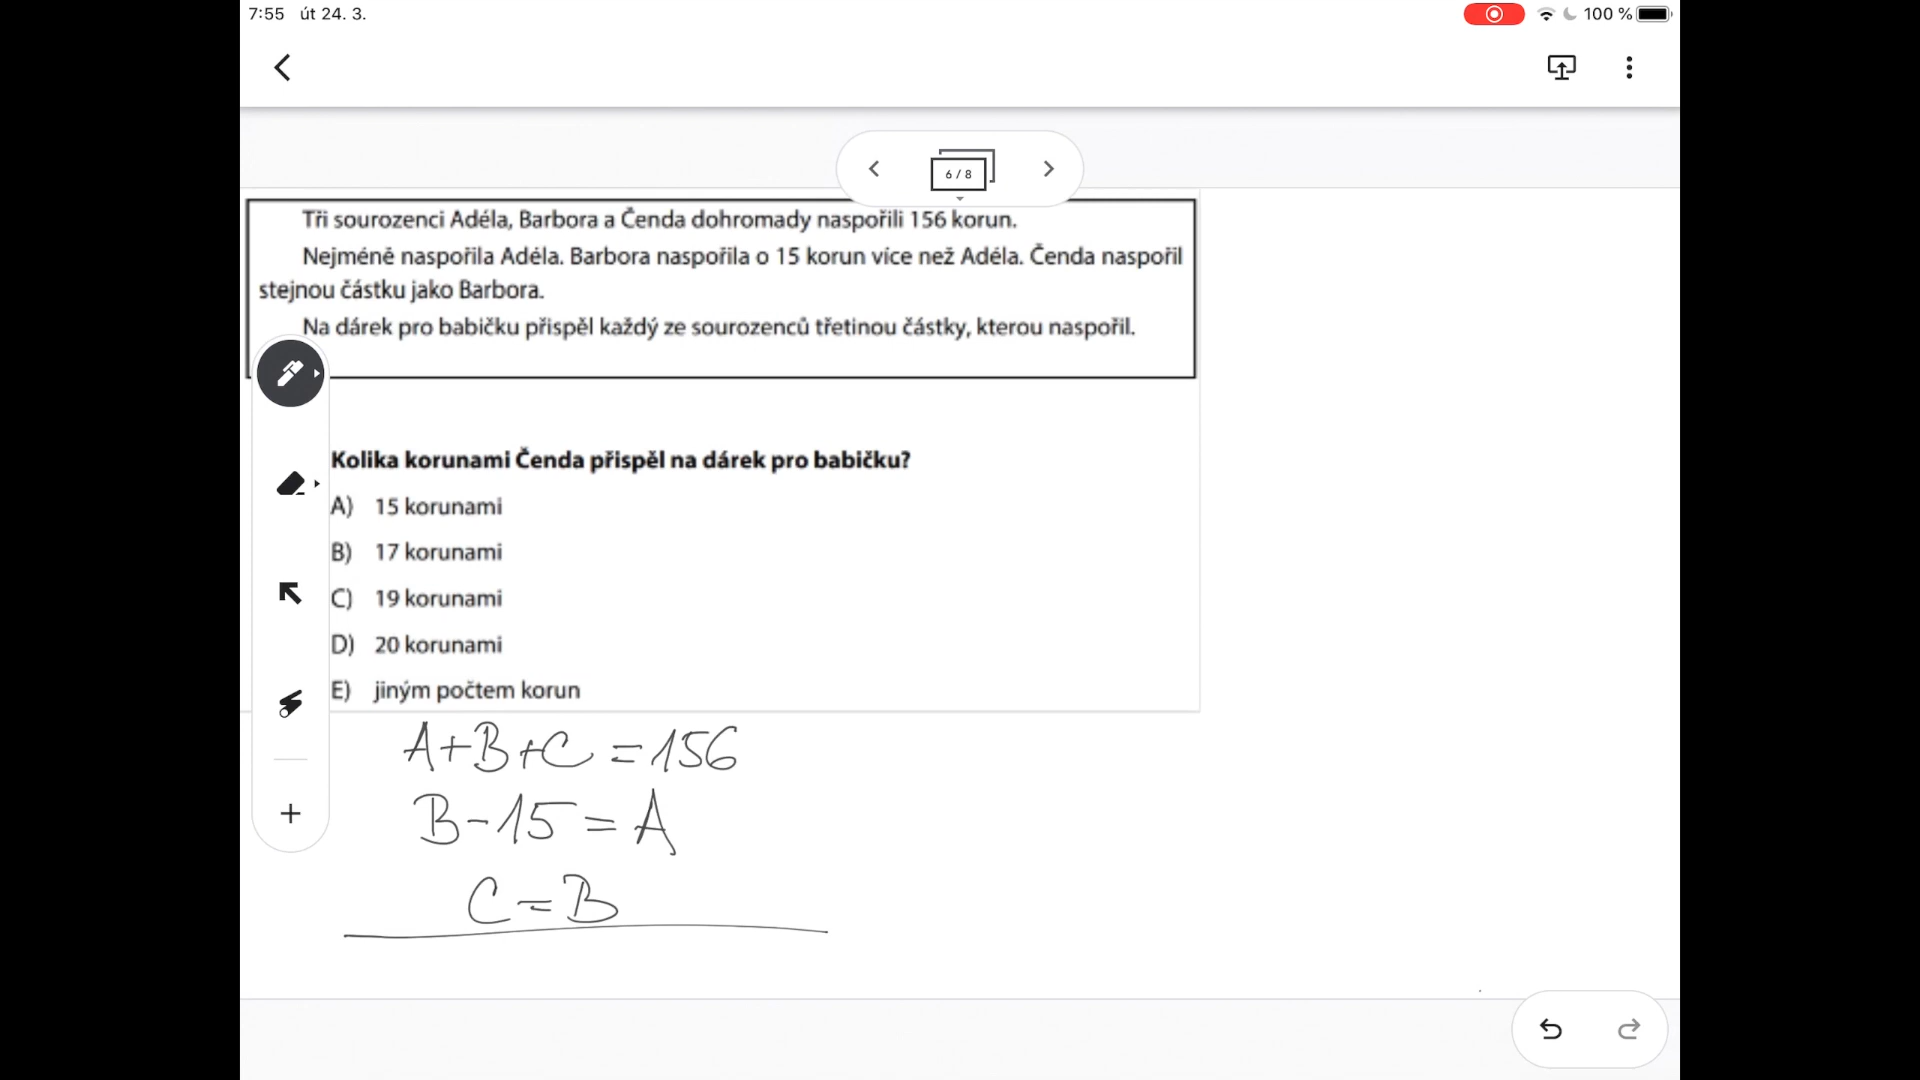 7:55 út 24. 3.
100 %
6 / 8
Tři sourozenci Adéla, Barbora a Čenda dohromady naspořili 156 korun.
Nejméně naspořila Adéla. Barbora naspořila o 15 korun více než Adéla. Čenda naspořil
stejnou částku jako Barbora.
Na dárek pro babičku přispěl každý ze sourozenců třetinou částky, kterou naspořil.
Kolika korunami Čenda přispěl na dárek pro babičku?
A) 15 korunami
B) 17 korunami
C) 19 korunami
D) 20 korunami
E) jiným počtem korun
A+B+C=156
B-15=A
C=B